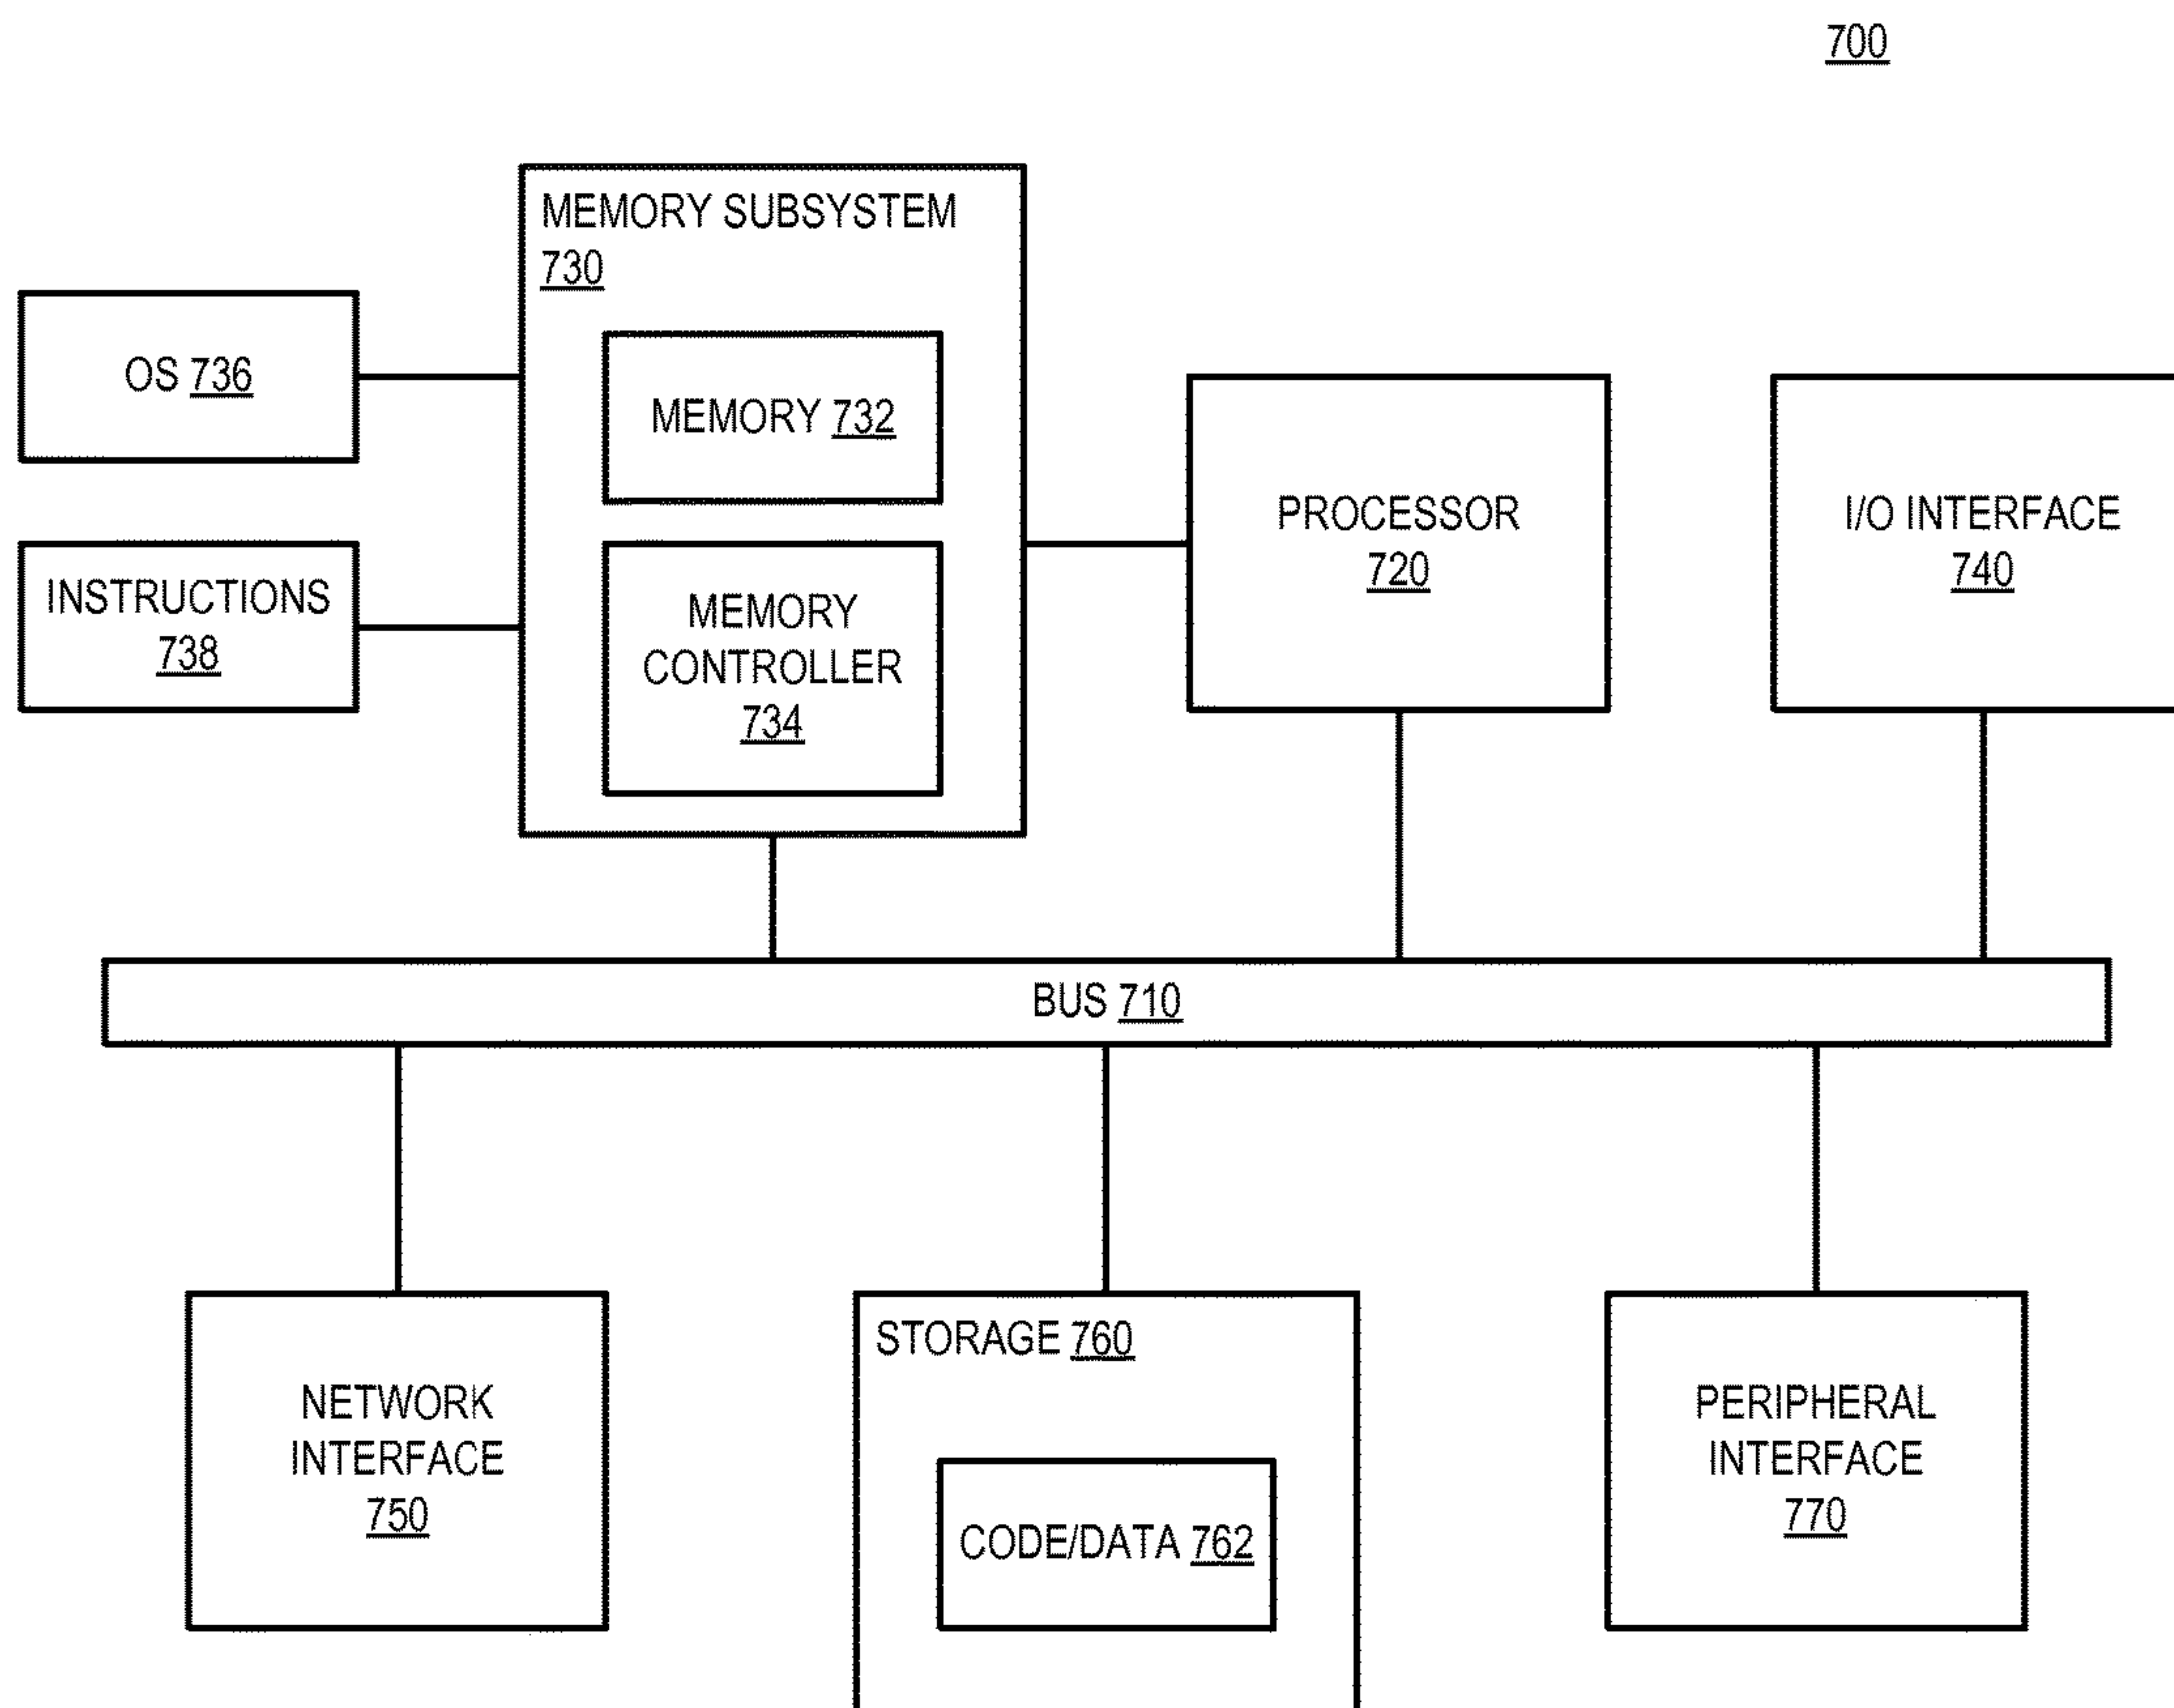 700
MEMORY SUBSYSTEM
730
OS 736
MEMORY 732
INSTRUCTIONS
738
MEMORY
CONTROLLER
734
PROCESSOR
720
I/O INTERFACE
740
BUS 710
NETWORK
INTERFACE
750
STORAGE 760
CODE/DATA 762
PERIPHERAL
INTERFACE
770